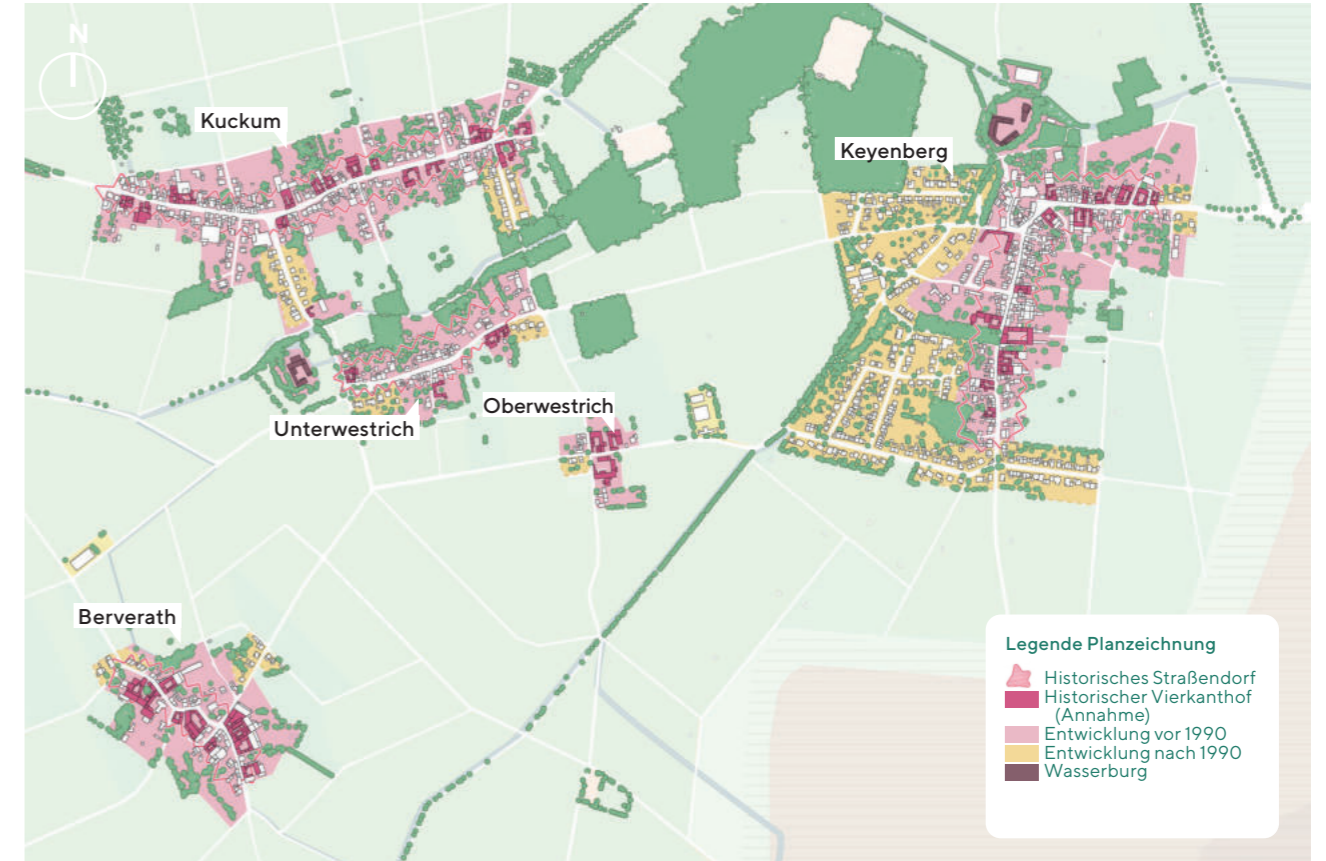 N
Kuckum
Keyenberg
Oberwestrich
Unterwestrich
Berverath
Legende Planzeichnung
Historisches Straßendorf
Historischer Vierkanthof
(Annahme)
Entwicklung vor 1990
Entwicklung nach 1990
Wasserburg